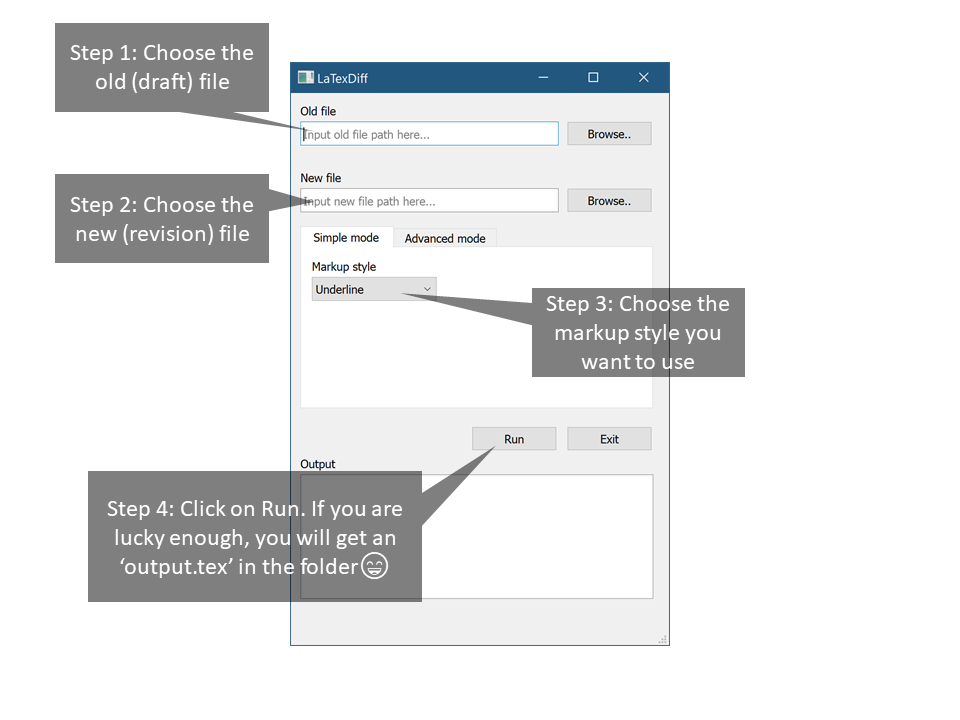 Step 1: Choose the
old (draft) file
LaTexDiff
Old file
Input old file path here...
Browse..
New file
Input new file path here...
Browse..
Step 2: Choose the
new (revision) file
Simple mode
Advanced mode
Markup style
Underline
Step 3: Choose the
markup style you
want to use
Run
Exit
Output
Step 4: Click on Run. If you are
lucky enough, you will get an
‘output.tex’ in the folder😄